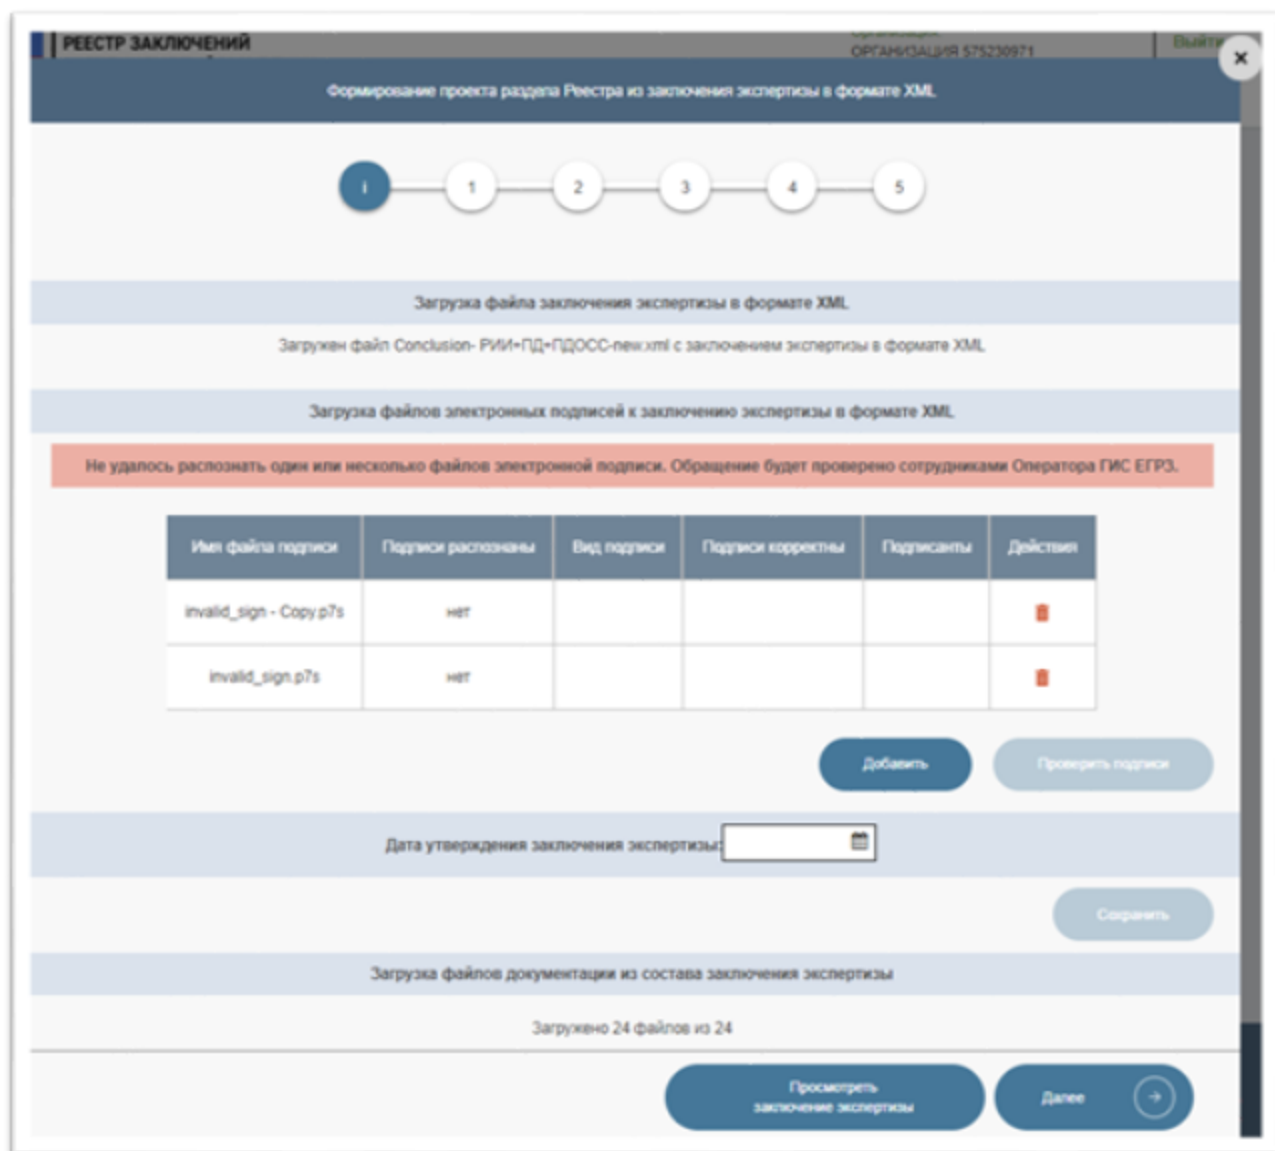 РЕЕСТР ЗАКЛЮЧЕНИЙ
ОРГАНИЗАЦИЯ 575230971
Выйти
×
Формирование проекта раздела Реестра из заключения экспертизы в формате XML
i 1 2 3 4 5
Загрузка файла заключения экспертизы в формате XML
Загружен файл Conclusion- РИИ+ПД+ПДОСС-new.xml с заключением экспертизы в формате XML
Загрузка файлов электронных подписей к заключению экспертизы в формате XML
Не удалось распознать один или несколько файлов электронной подписи. Обращение будет проверено сотрудниками Оператора ГИС ЕГРЗ.
Имя файла подписи Подписи распознаны Вид подписи Подписи корректны Подписанты Действия
invalid_sign - Copy.p7s нет
invalid_sign.p7s нет
Добавить Проверить подписи
Дата утверждения заключения экспертизы:
Сохранить
Загрузка файлов документации из состава заключения экспертизы
Загружено 24 файлов из 24
Просмотреть
заключение экспертизы
Далее